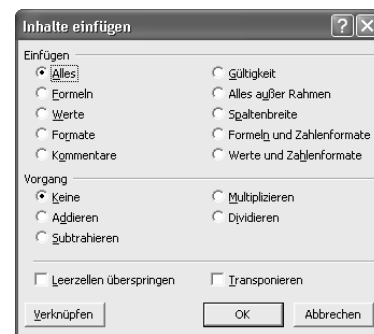 Inhalte einfügen
Einfügen
Alles
Gültigkeit
Formeln
Alles außer Rahmen
Werte
Spaltenbreite
Formate
Formeln und Zahlenformate
Kommentare
Werte und Zahlenformate
Vorgang
Keine
Multiplizieren
Addieren
Dividieren
Subtrahieren
Leerzellen überspringen
Transponieren
Verknüpfen
OK
Abbrechen